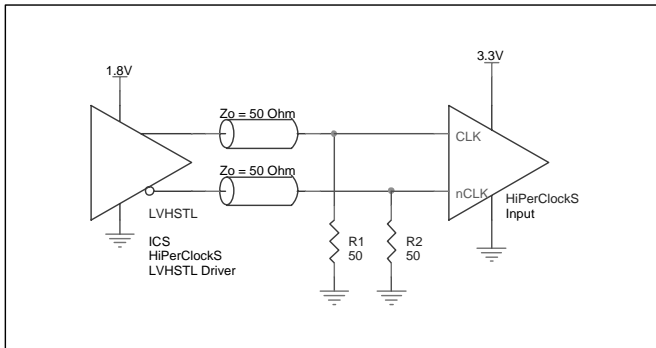 1.8V
3.3V
Zo = 50 Ohm
CLK
Zo = 50 Ohm
nCLK
LVHSTL
HiPerClockS
Input
ICS
HiPerClockS
LVHSTL Driver
R1
50
R2
50